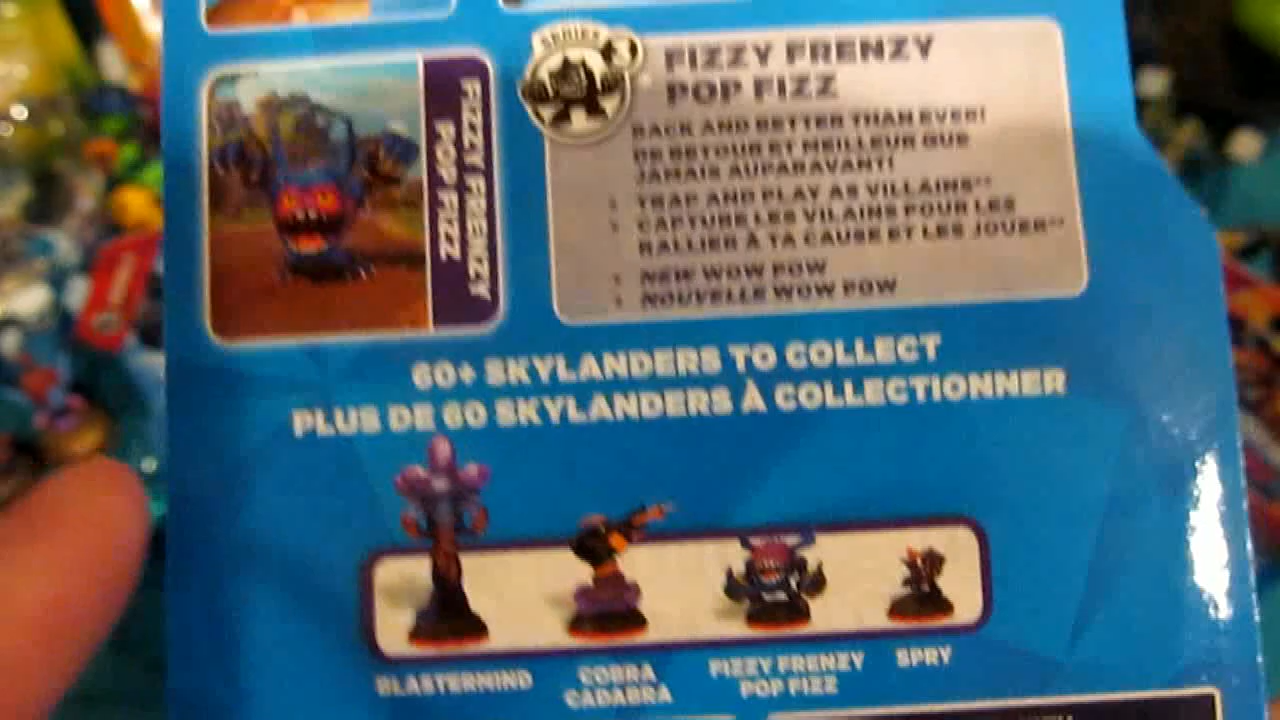 SERIES 3
FIZZY FRENZY
POP FIZZ
FIZZY FRENZY
POP FIZZ
BACK AND BETTER THAN EVER!
DE RETOUR ET MEILLEUR QUE
JAMAIS AUPARAVANT!
• TRAP AND PLAY AS VILLAINS**
• CAPTURE LES VILAINS POUR LES
RALLIER À TA CAUSE ET LES JOUER**
• NEW WOW POW
• NOUVELLE WOW POW
60+ SKYLANDERS TO COLLECT
PLUS DE 60 SKYLANDERS À COLLECTIONNER
BLASTERMIND
COBRA
CADABRA
FIZZY FRENZY
POP FIZZ
SPRY